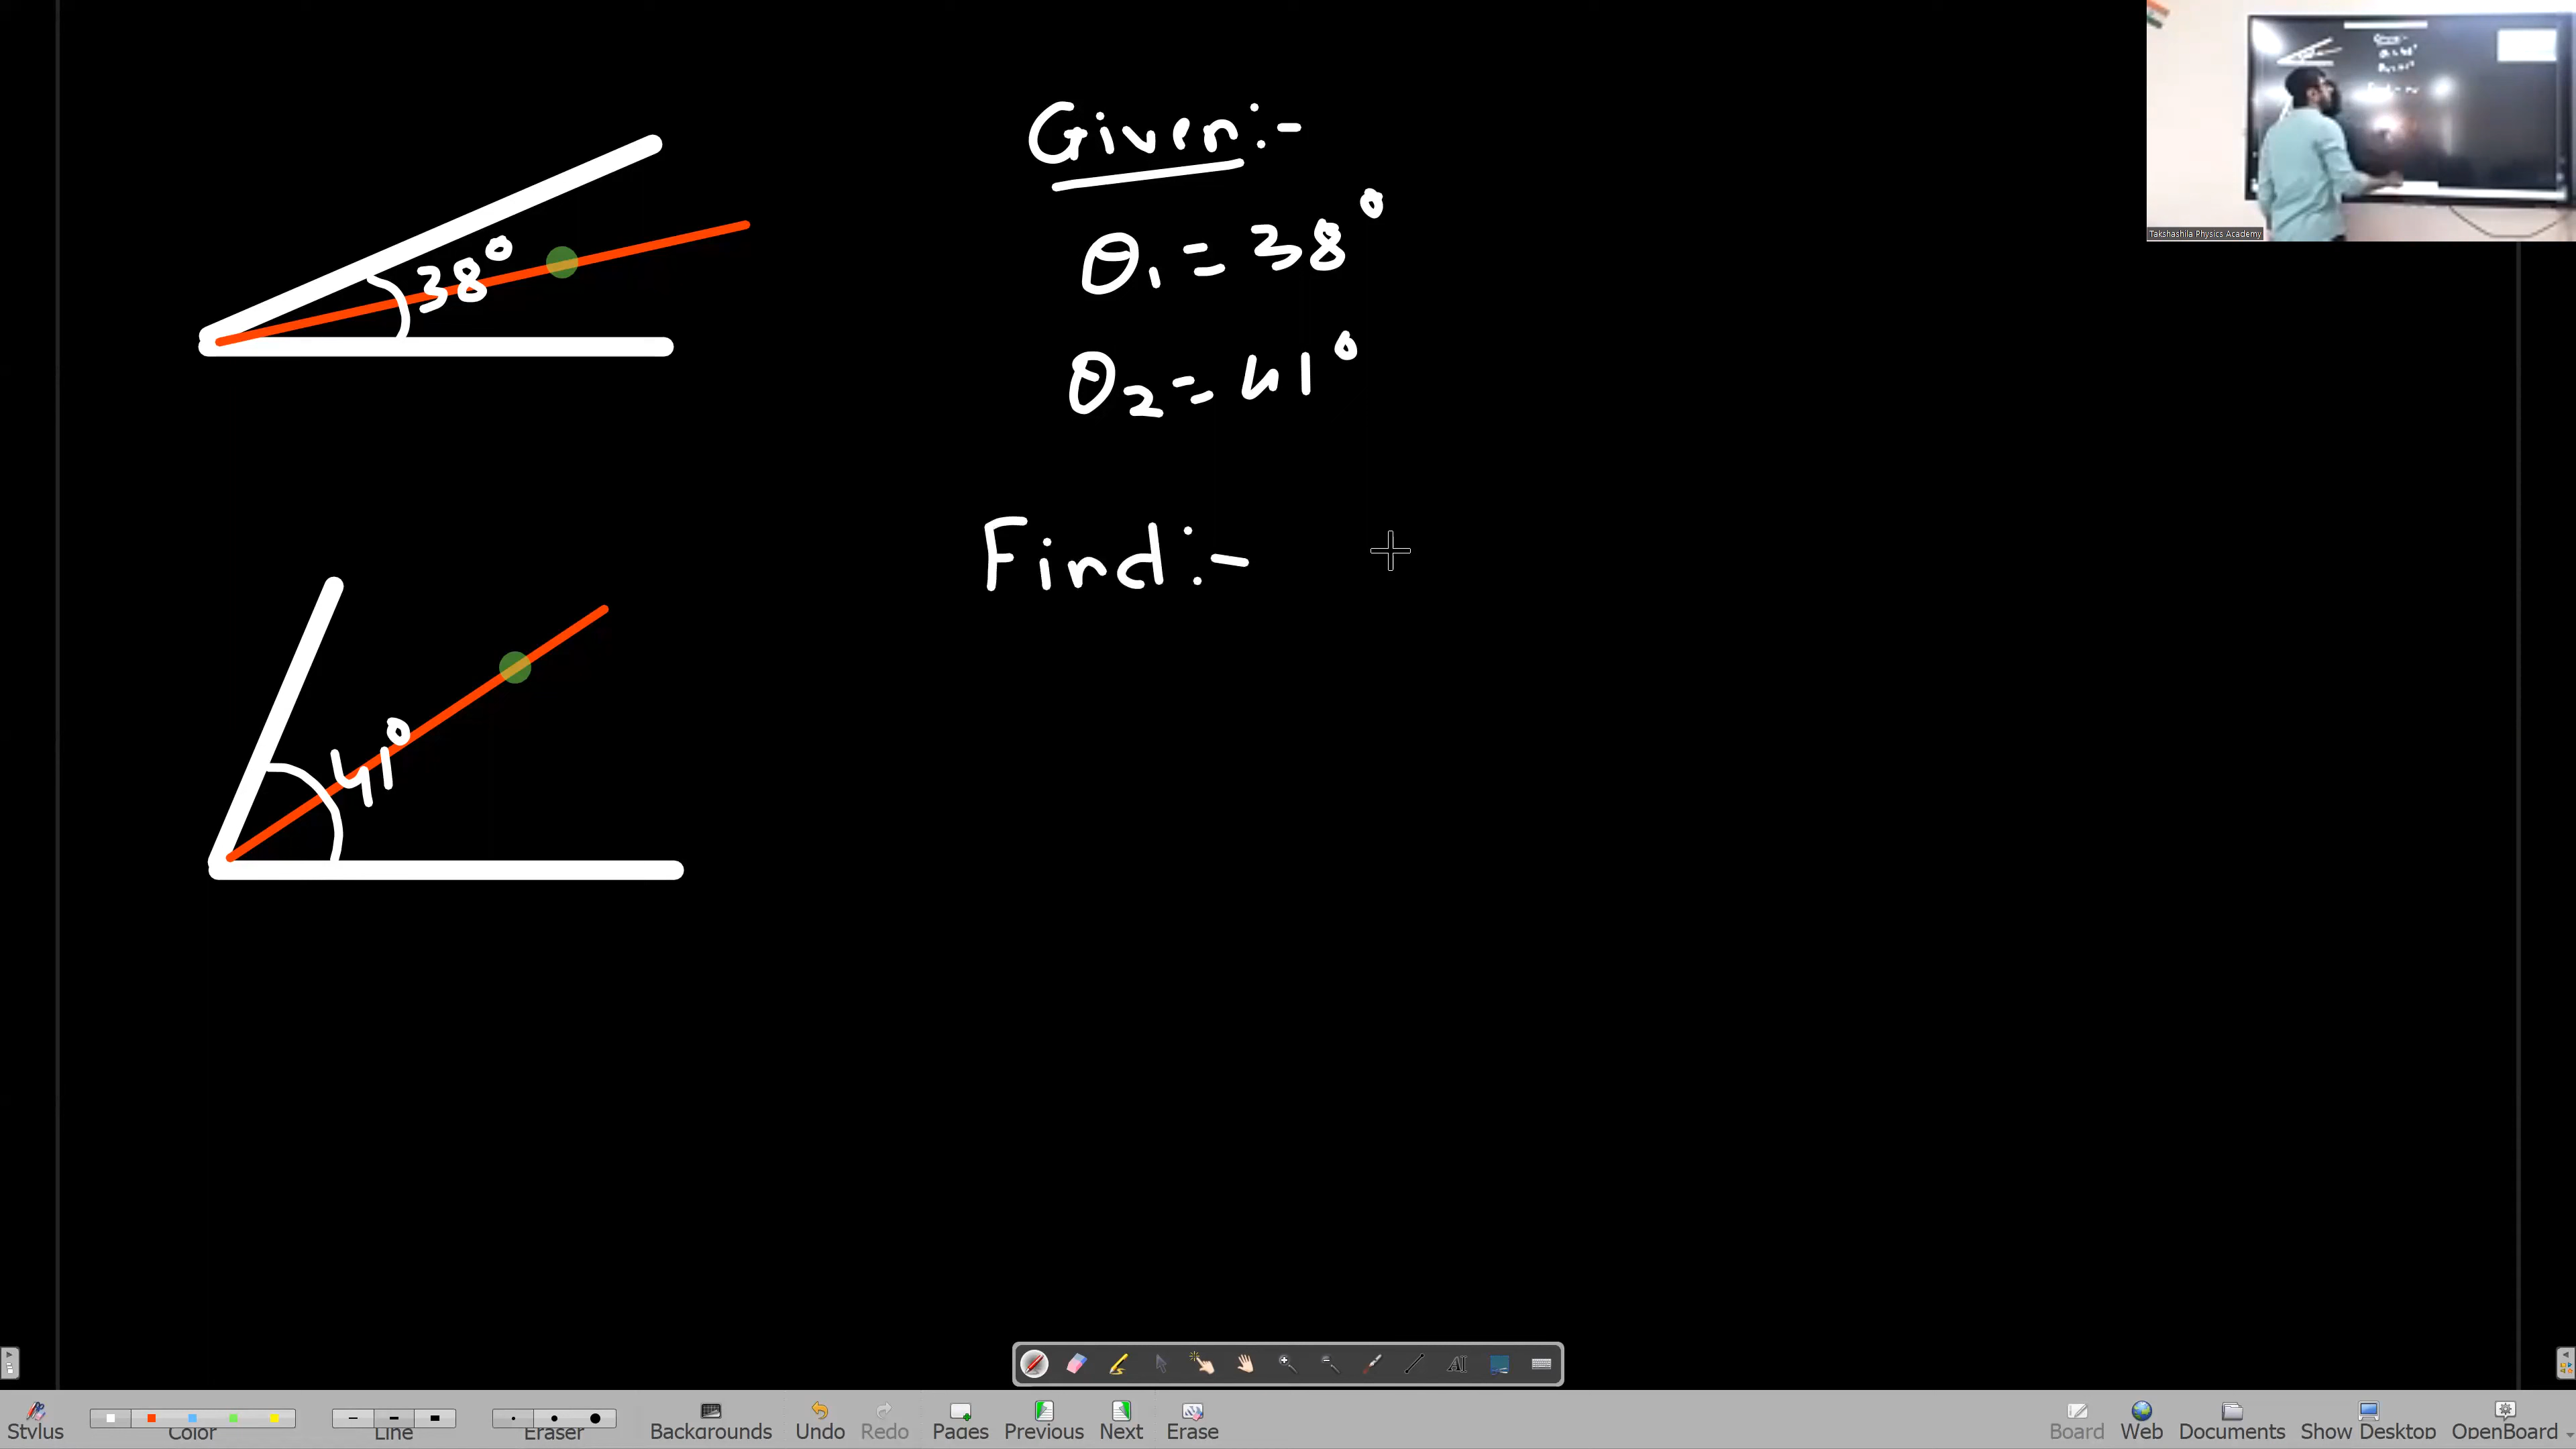 Given:-
38°
θ1 = 38°
θ2 = 41°
Find:-
41°
Takshashila Physics Academy
Stylus
Color
Line
Eraser
Backgrounds
Undo
Redo
Pages
Previous
Next
Erase
Board
Web
Documents
Show Desktop
OpenBoard